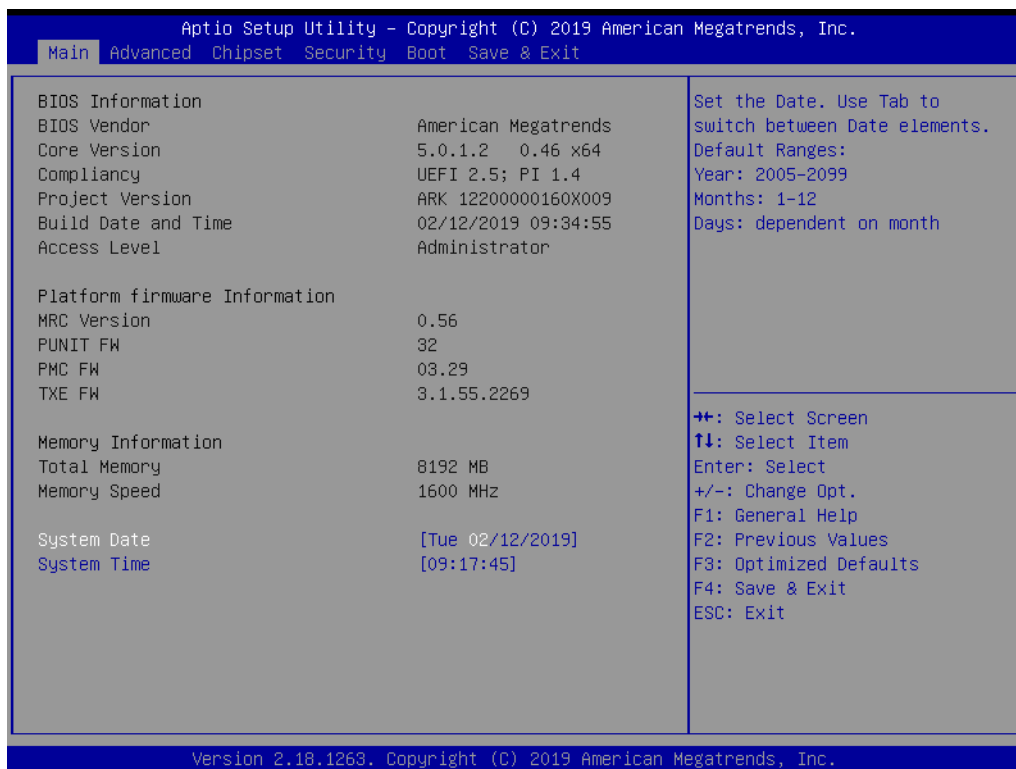 Aptio Setup Utility – Copyright (C) 2019 American Megatrends, Inc.
Main Advanced Chipset Security Boot Save & Exit
BIOS Information
BIOS Vendor American Megatrends
Core Version 5.0.1.2 0.46 x64
Compliancy UEFI 2.5; PI 1.4
Project Version ARK 12200000160X009
Build Date and Time 02/12/2019 09:34:55
Access Level Administrator
Platform firmware Information
MRC Version 0.56
PUNIT FW 32
PMC FW 03.29
TXE FW 3.1.55.2269
Memory Information
Total Memory 8192 MB
Memory Speed 1600 MHz
System Date [Tue 02/12/2019]
System Time [09:17:45]
Set the Date. Use Tab to
switch between Date elements.
Default Ranges:
Year: 2005-2099
Months: 1-12
Days: dependent on month
→←: Select Screen
↑↓: Select Item
Enter: Select
+/-: Change Opt.
F1: General Help
F2: Previous Values
F3: Optimized Defaults
F4: Save & Exit
ESC: Exit
Version 2.18.1263. Copyright (C) 2019 American Megatrends, Inc.